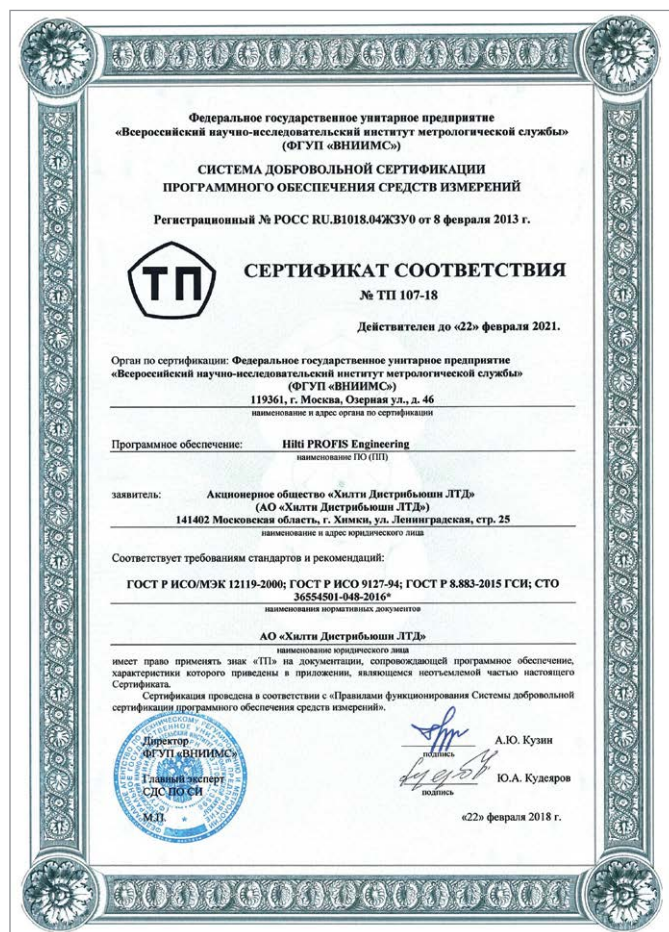 Федеральное государственное унитарное предприятие
«Всероссийский научно-исследовательский институт метрологической службы»
(ФГУП «ВНИИМС»)
СИСТЕМА ДОБРОВОЛЬНОЙ СЕРТИФИКАЦИИ
ПРОГРАММНОГО ОБЕСПЕЧЕНИЯ СРЕДСТВ ИЗМЕРЕНИЙ
Регистрационный № РОСС RU.В1018.04ЖЗУ0 от 8 февраля 2013 г.
ТП
СЕРТИФИКАТ СООТВЕТСТВИЯ
№ ТП 107-18
Действителен до «22» февраля 2021.
Орган по сертификации: Федеральное государственное унитарное предприятие
«Всероссийский научно-исследовательский институт метрологической службы»
(ФГУП «ВНИИМС»)
119361, г. Москва, Озерная ул., д. 46
наименование и адрес органа по сертификации
Программное обеспечение: Hilti PROFIS Engineering
наименование ПО (ПП)
заявитель: Акционерное общество «Хилти Дистрибьюшн ЛТД»
(АО «Хилти Дистрибьюшн ЛТД»)
141402 Московская область, г. Химки, ул. Ленинградская, стр. 25
наименование и адрес юридического лица
Соответствует требованиям стандартов и рекомендаций:
ГОСТ Р ИСО/МЭК 12119-2000; ГОСТ Р ИСО 9127-94; ГОСТ Р 8.883-2015 ГСИ; СТО
36554501-048-2016*
наименования нормативных документов
АО «Хилти Дистрибьюшн ЛТД»
наименование юридического лица
имеет право применять знак «ТП» на документации, сопровождающей программное обеспечение,
характеристики которого приведены в приложении, являющемся неотъемлемой частью настоящего
Сертификата.
Сертификация проведена в соответствии с «Правилами функционирования Системы добровольной
сертификации программного обеспечения средств измерений».
Директор
ФГУП «ВНИИМС»
А.Ю. Кузин
подпись
Главный эксперт
СДС ПО СИ
Ю.А. Кудеяров
подпись
М.П.
«22» февраля 2018 г.